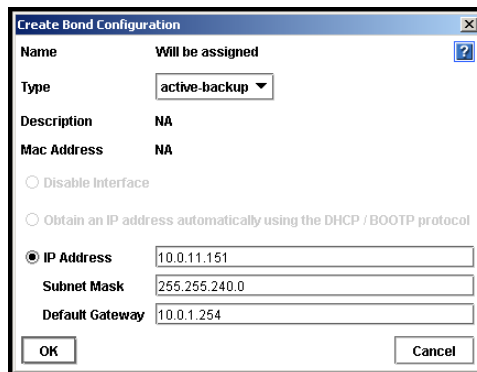 Create Bond Configuration
Name Will be assigned ?
Type active-backup
Description NA
Mac Address NA
Disable Interface
Obtain an IP address automatically using the DHCP / BOOTP protocol
IP Address 10.0.11.151
Subnet Mask 255.255.240.0
Default Gateway 10.0.1.254
OK Cancel